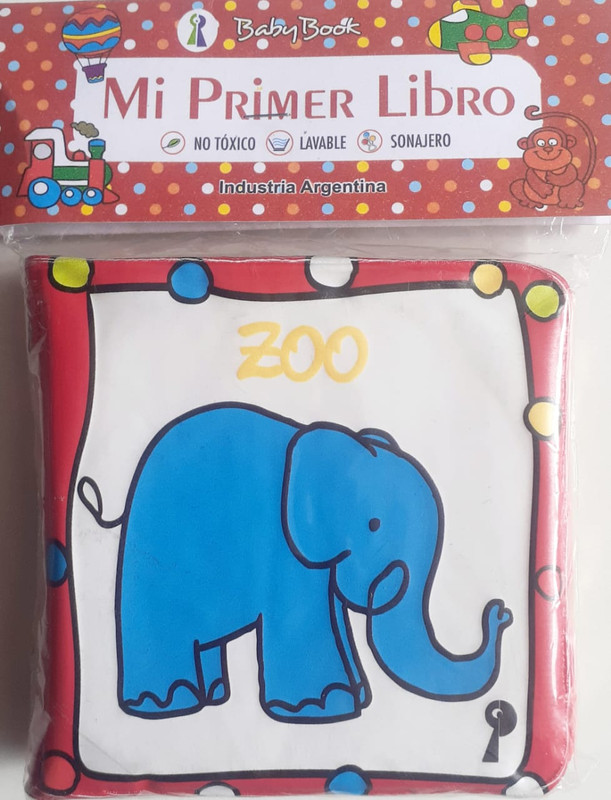 Baby Book
Mi Primer Libro
NO TÓXICO LAVABLE SONAJERO
Industria Argentina
ZOO